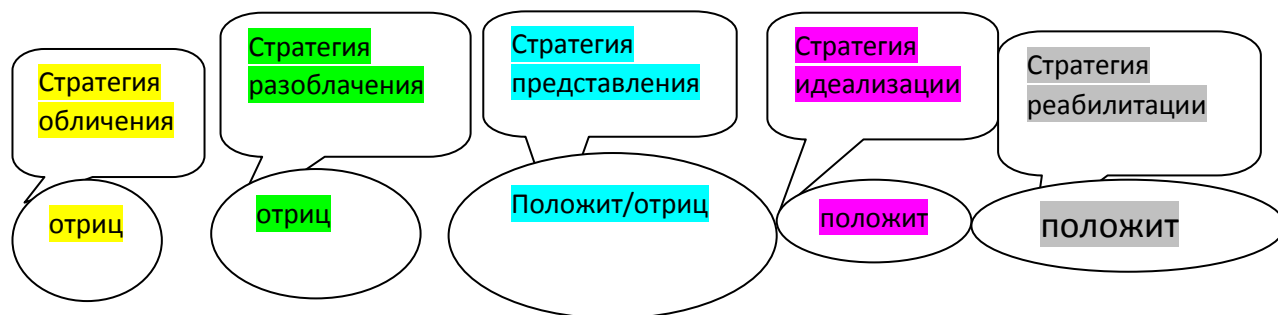 Стратегия
обличения
Стратегия
разоблачения
Стратегия
представления
Стратегия
идеализации
Стратегия
реабилитации
отриц
отриц
Положит/отриц
положит
положит